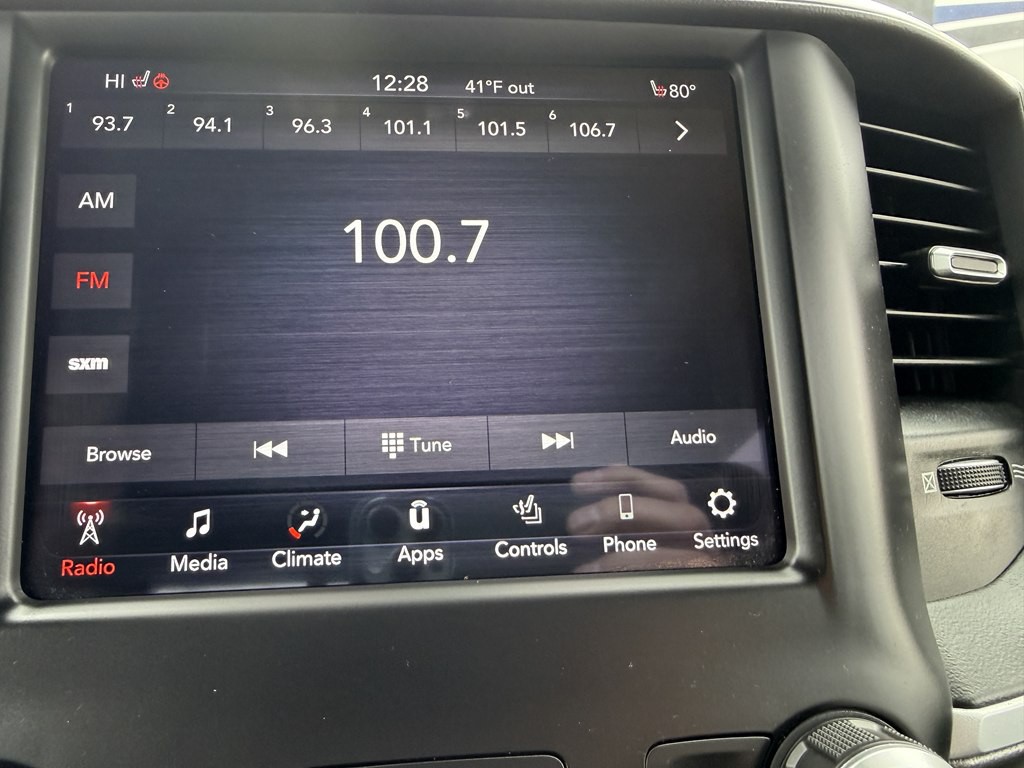 HI 12:28 41°F out 80°
1 93.7 2 94.1 3 96.3 4 101.1 5 101.5 6 106.7
AM
100.7
FM
sxm
Browse Tune Audio
Radio Media Climate Apps Controls Phone Settings